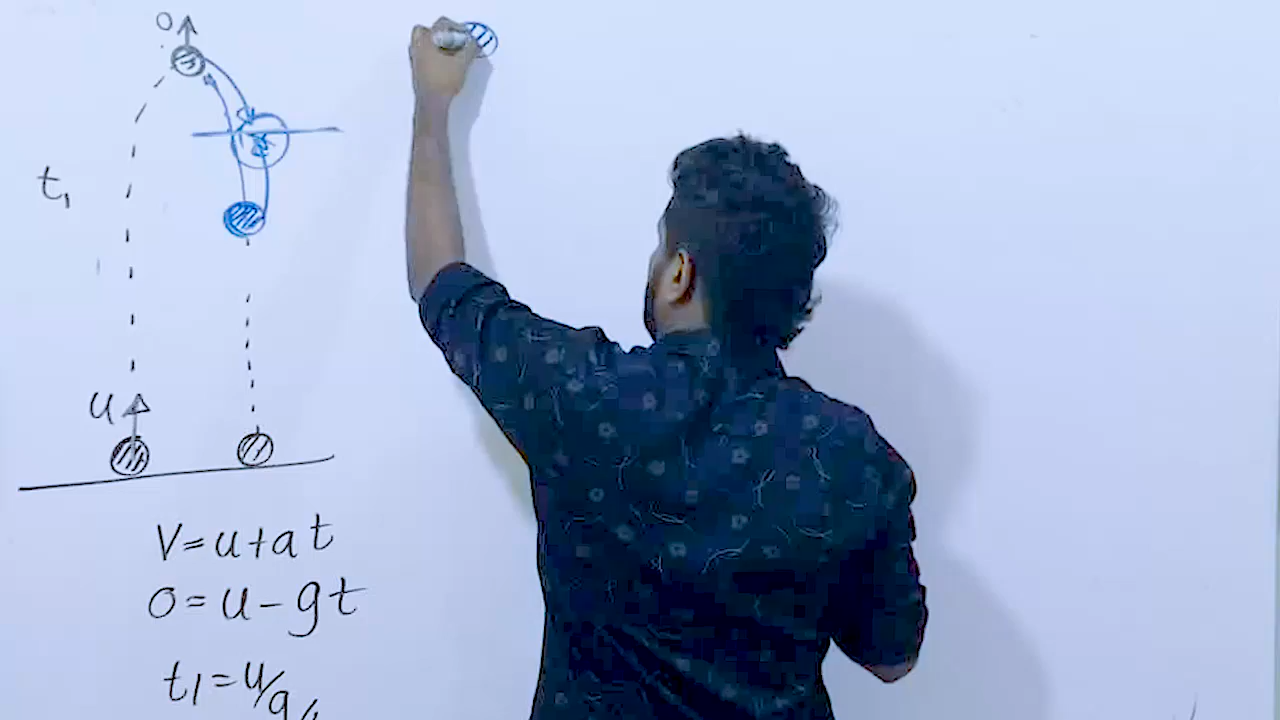 0
t₁
u
V=u+at
0=u-gt
t1=u/g